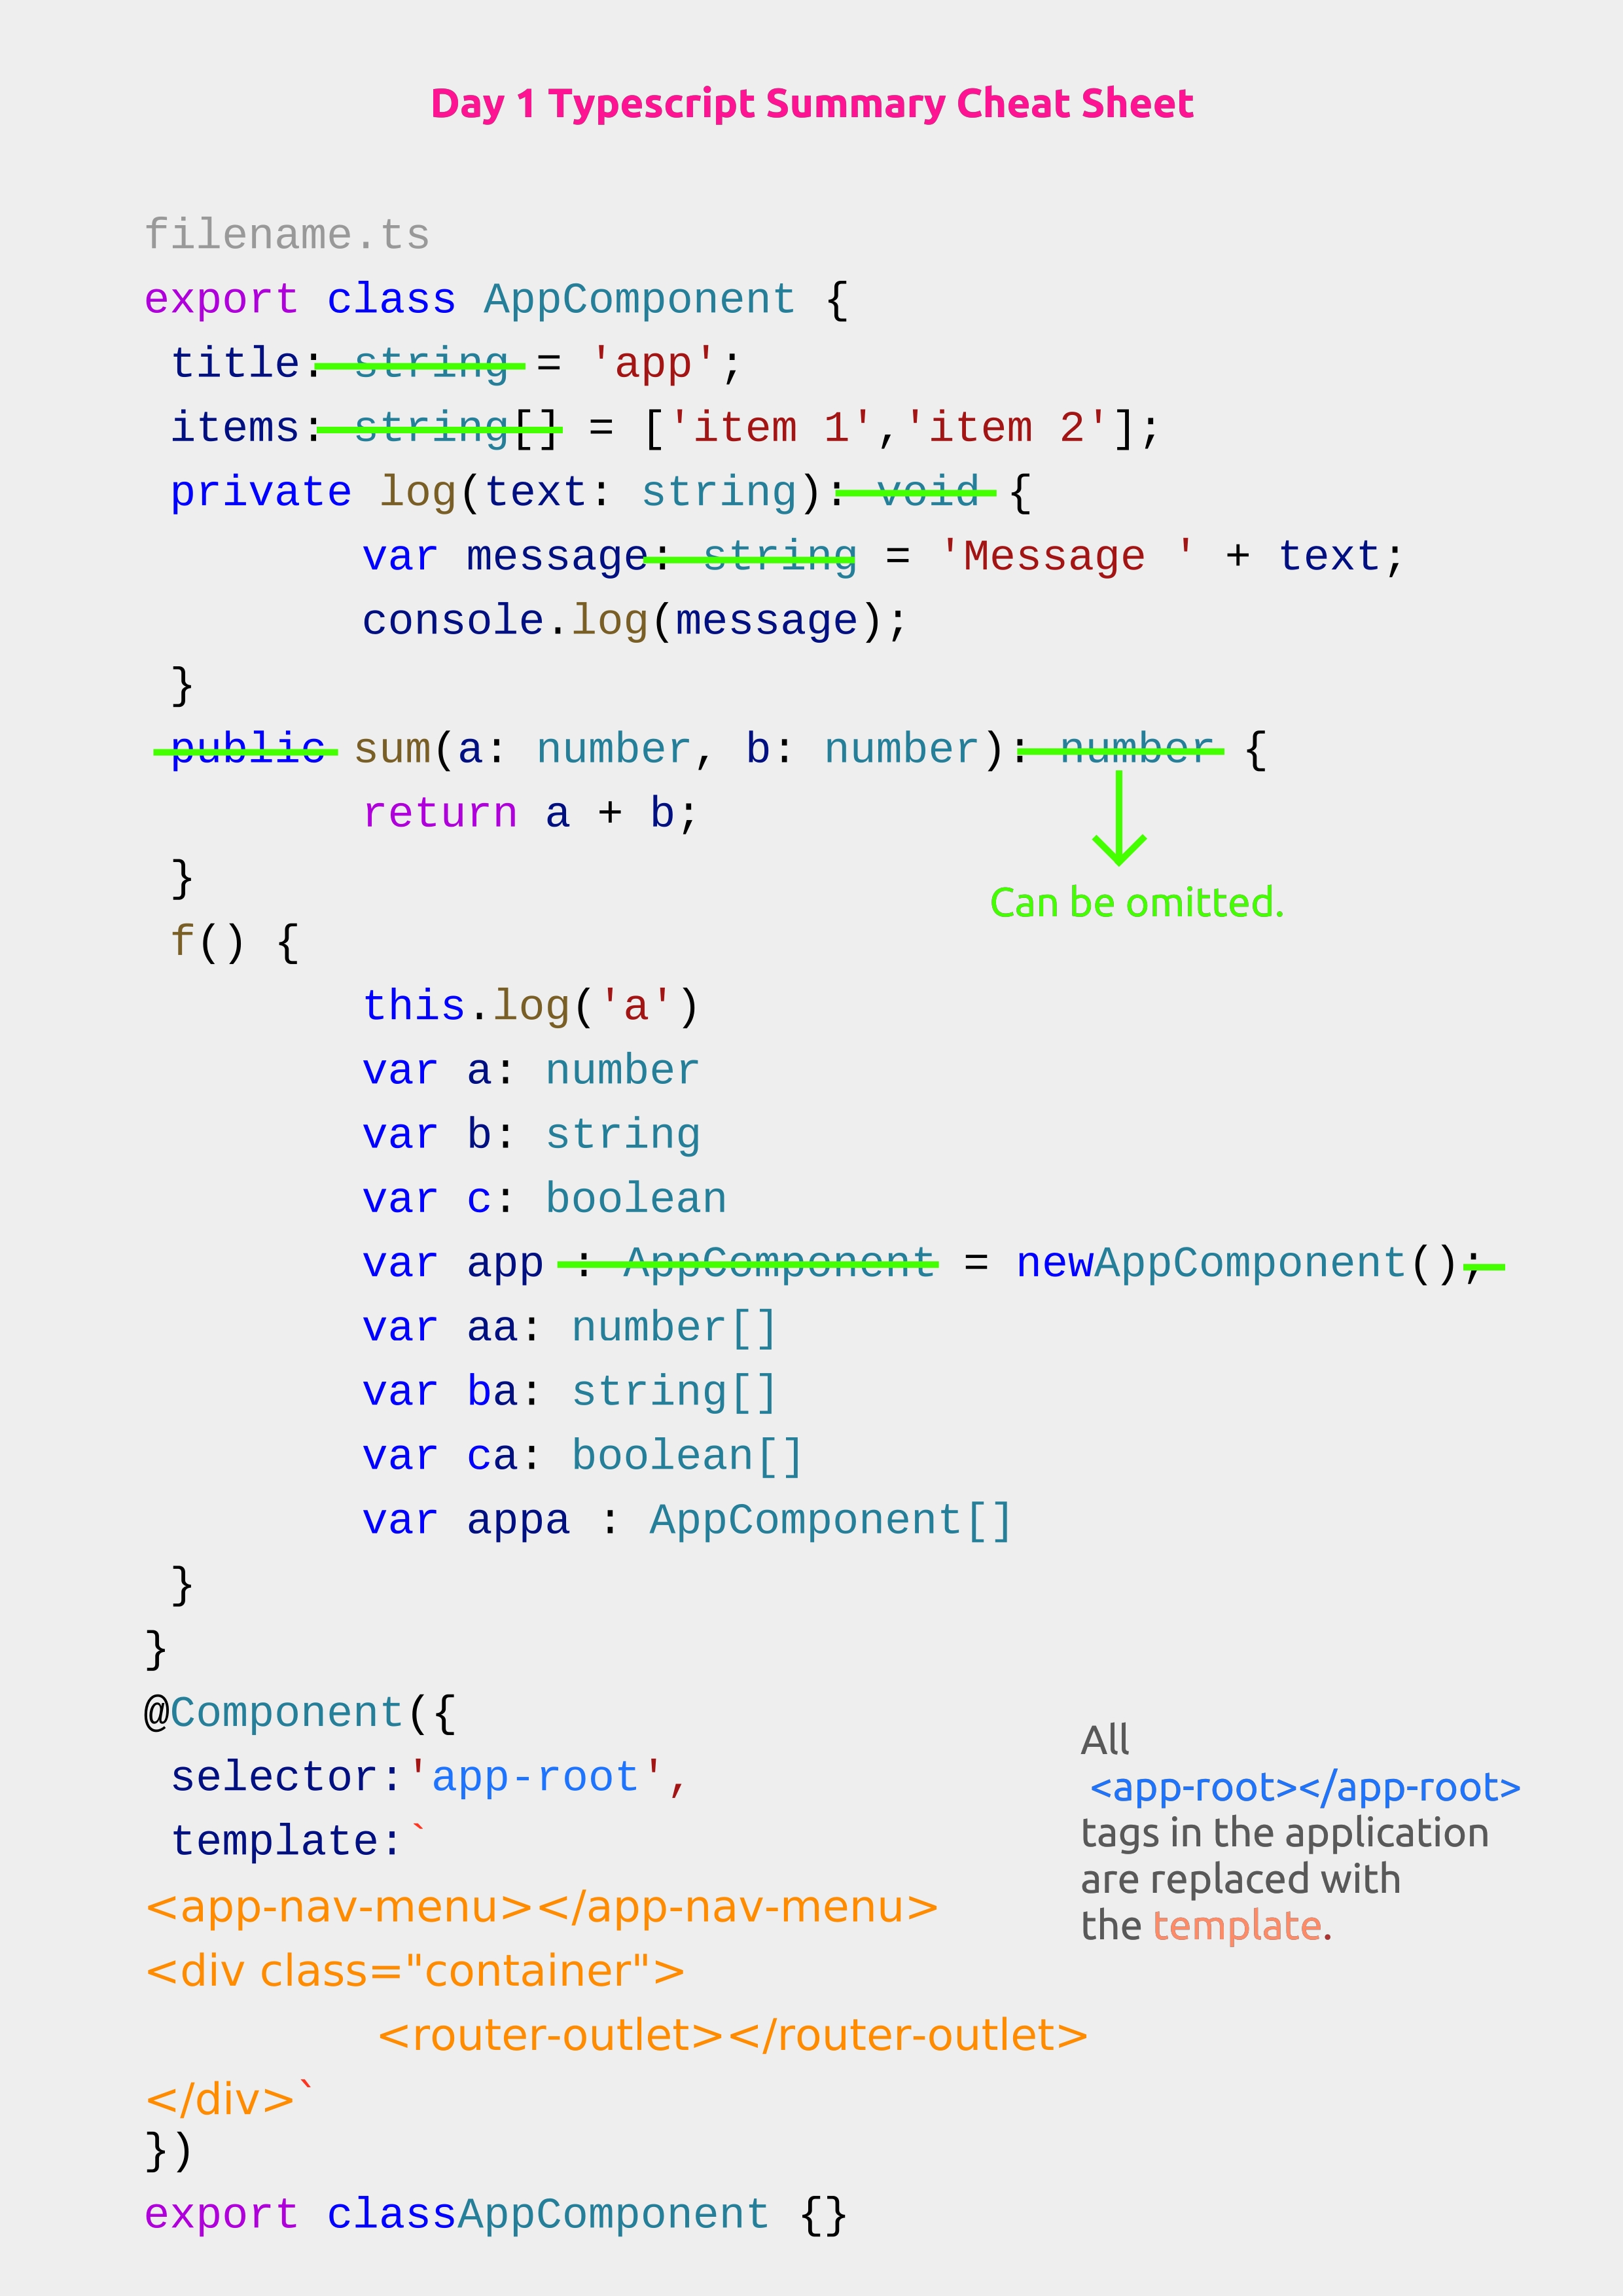 Day 1 Typescript Summary Cheat Sheet
filename.ts
export class AppComponent {
title: string = 'app';
items: string[] = ['item 1','item 2'];
private log(text: string): void {
var message: string = 'Message ' + text;
console.log(message);
}
public sum(a: number, b: number): number {
return a + b;
}
Can be omitted.
f() {
this.log('a')
var a: number
var b: string
var c: boolean
var app : AppComponent = newAppComponent();
var aa: number[]
var ba: string[]
var ca: boolean[]
var appa : AppComponent[]
}
}
@Component({
selector:'app-root',
template:`
<app-nav-menu></app-nav-menu>
<div class="container">
<router-outlet></router-outlet>
</div>`
})
export classAppComponent {}
All
<app-root></app-root>
tags in the application
are replaced with
the template.